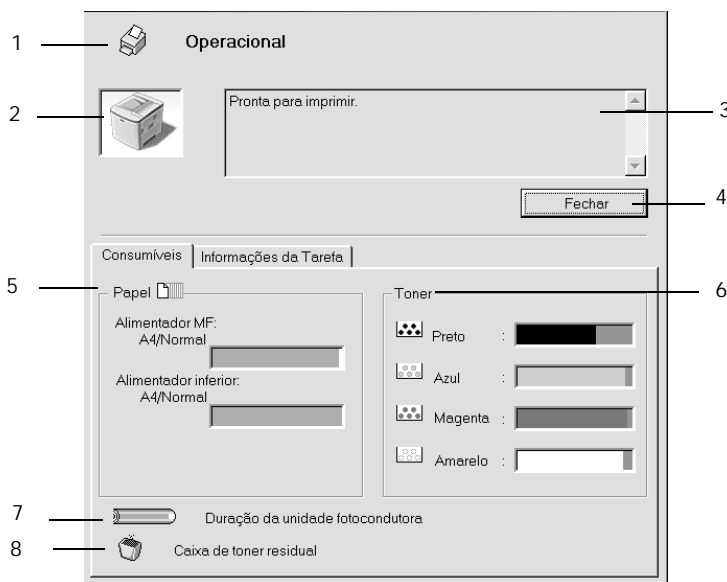 1 Operacional
2 Pronta para imprimir. 3
Fechar 4
Consumíveis Informações da Tarefa
5 Papel Toner 6
Alimentador MF:
A4/Normal
Preto :
Alimentador inferior:
A4/Normal
Azul :
Magenta :
Amarelo :
7 Duração da unidade fotocondutora
8 Caixa de toner residual